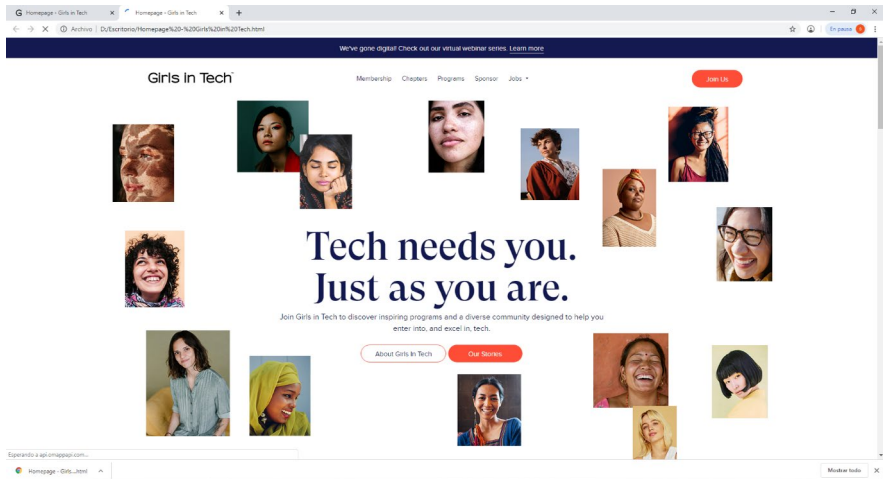 Homepage - Girls in Tech
Homepage - Girls in Tech
Archivo | D:/Escritorio/Homepage%20-%20Girls%20in%20Tech.html
En pausa
We've gone digital! Check out our virtual webinar series. Learn more
Girls in Tech
Membership Chapters Programs Sponsor Jobs
Join Us
Tech needs you.
Just as you are.
Join Girls in Tech to discover inspiring programs and a diverse community designed to help you
enter into, and excel in, tech.
About Girls In Tech
Our Stories
Esperando a api.omappapi.com...
Homepage - Girls....html
Mostrar todo